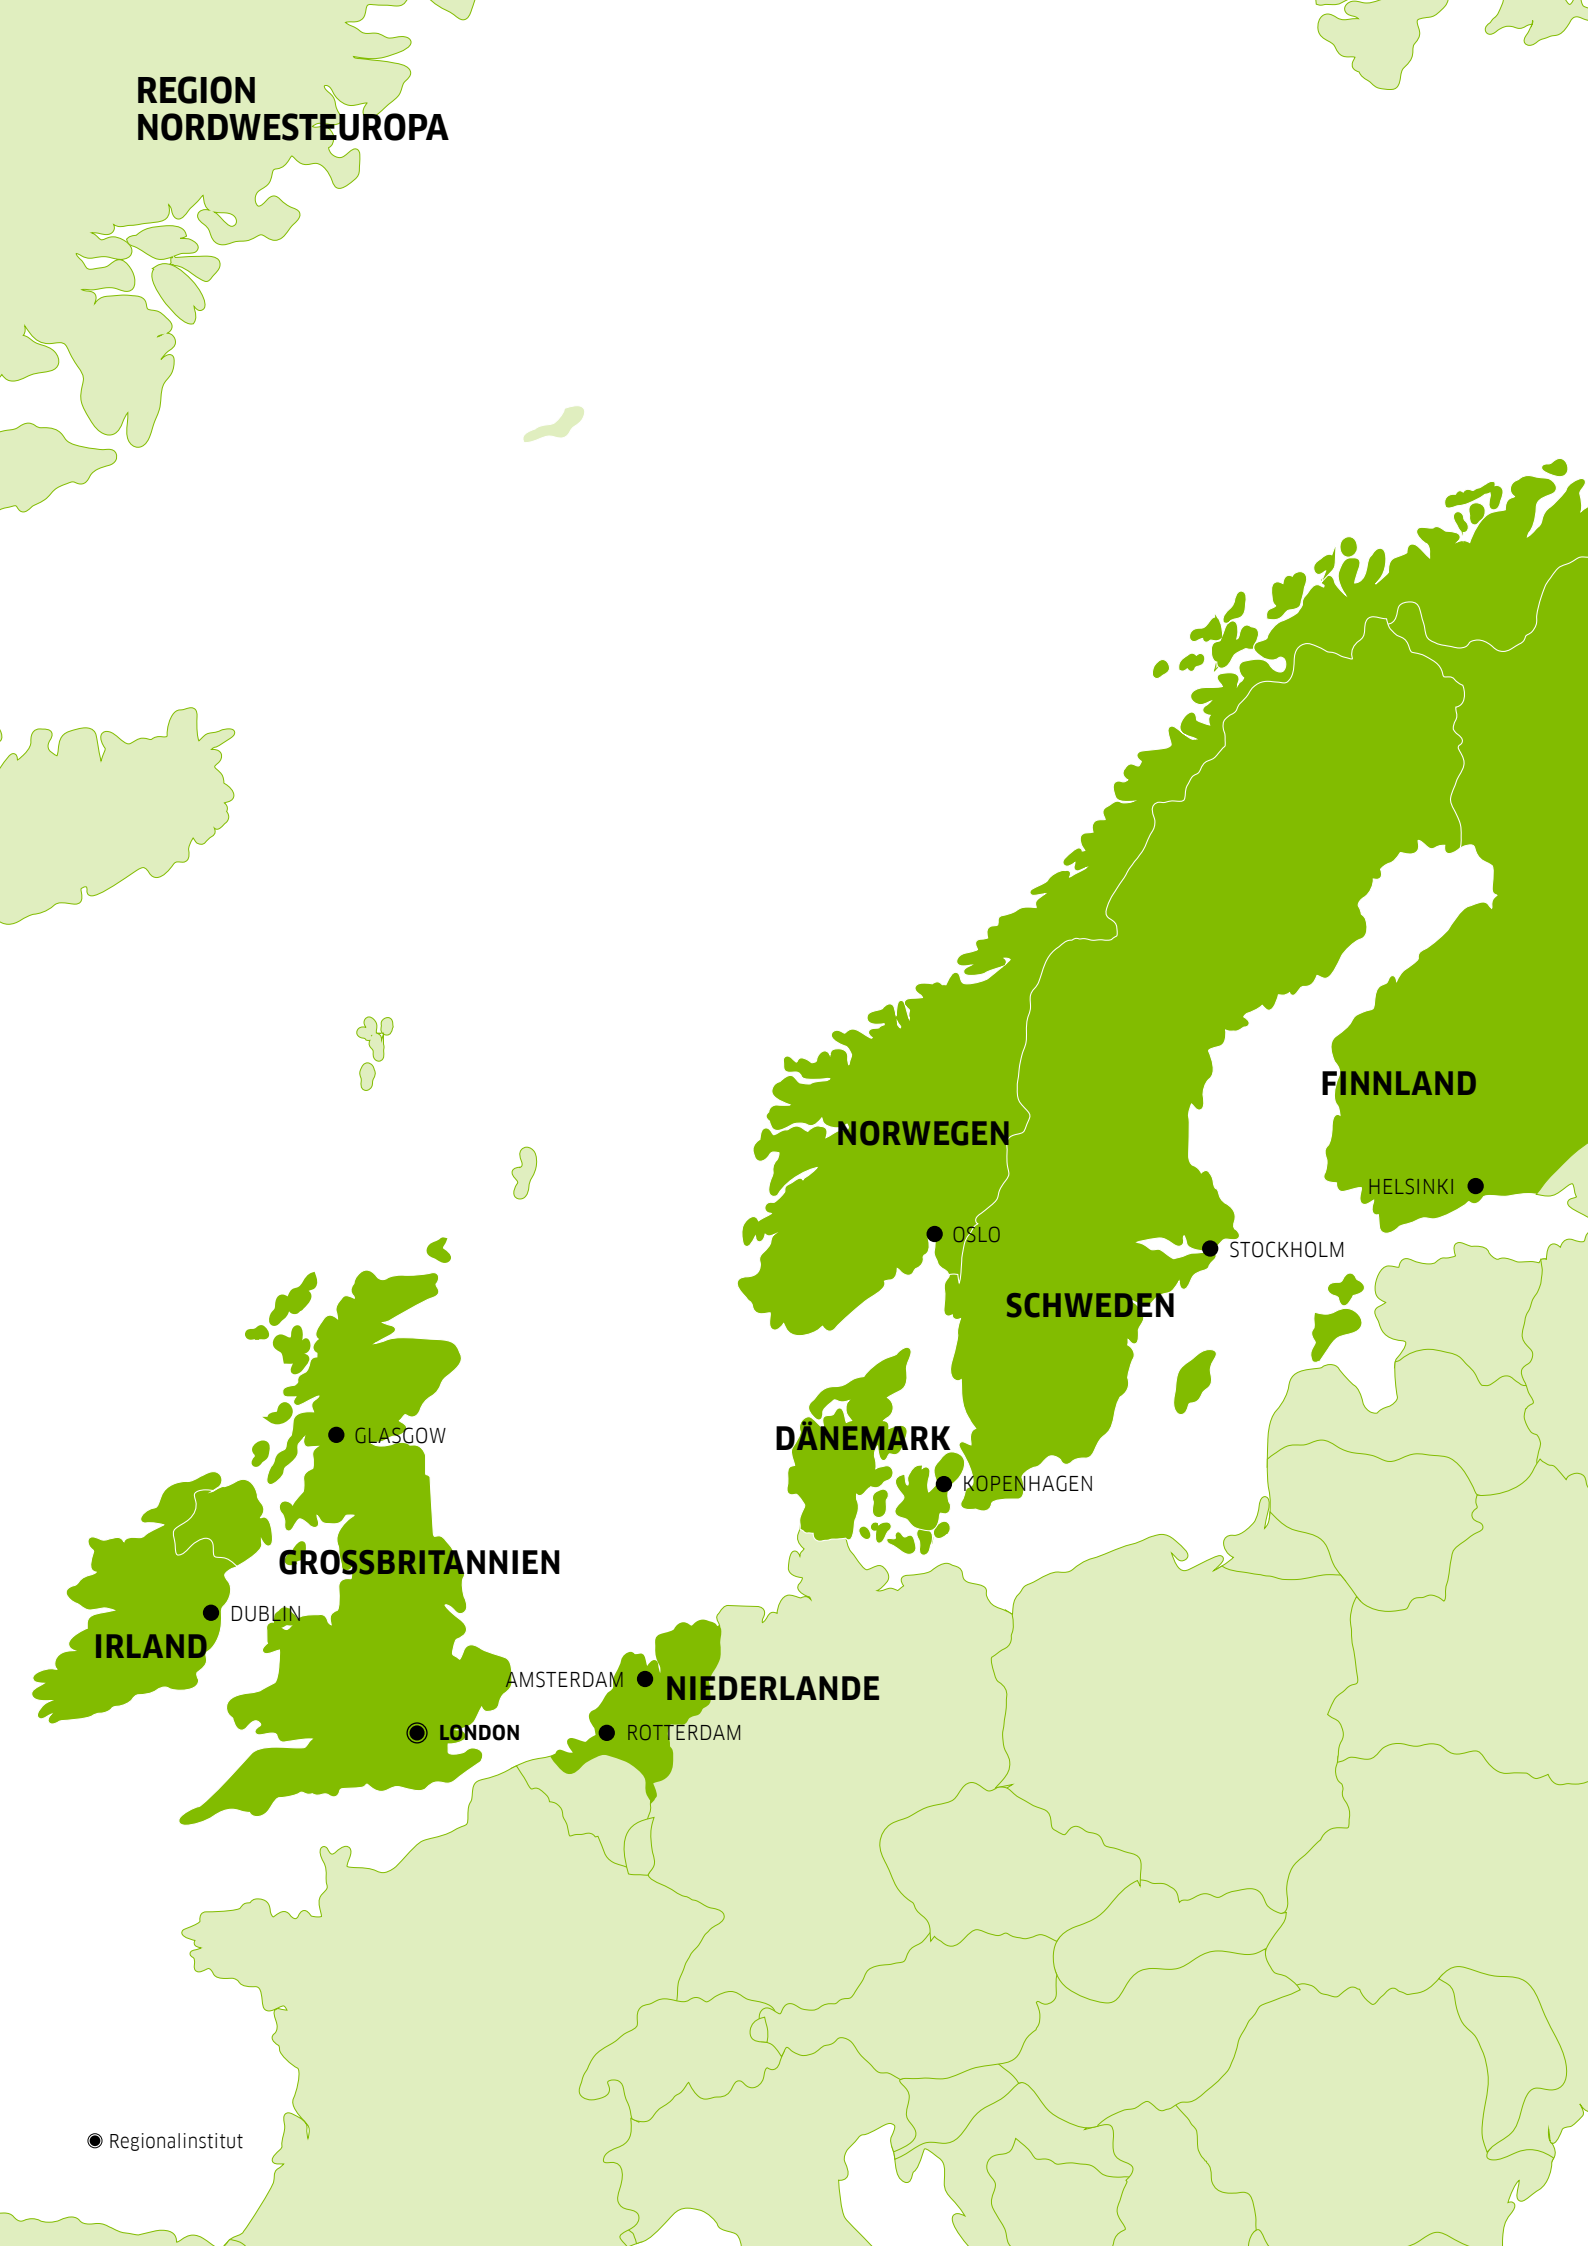 REGION
NORDWESTEUROPA
FINNLAND
NORWEGEN
HELSINKI
OSLO
STOCKHOLM
SCHWEDEN
GLASGOW
DÄNEMARK
KOPENHAGEN
GROSSBRITANNIEN
DUBLIN
IRLAND
AMSTERDAM
NIEDERLANDE
LONDON
ROTTERDAM
Regionalinstitut